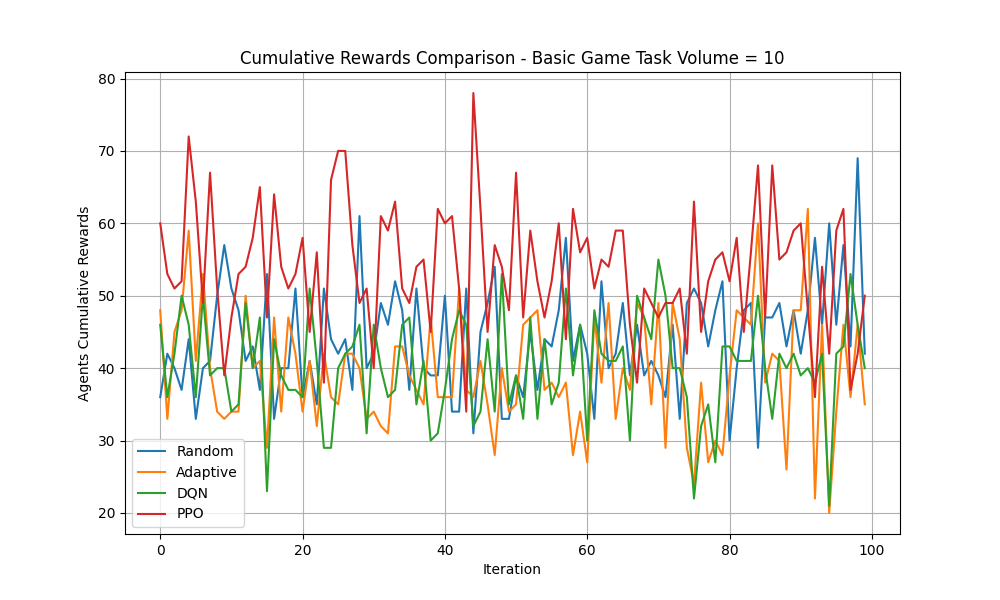 Cumulative Rewards Comparison - Basic Game Task Volume = 10
80
70
60
50
40
30
20
Agents Cumulative Rewards
Random
Adaptive
DQN
PPO
0 20 40 60 80 100
Iteration